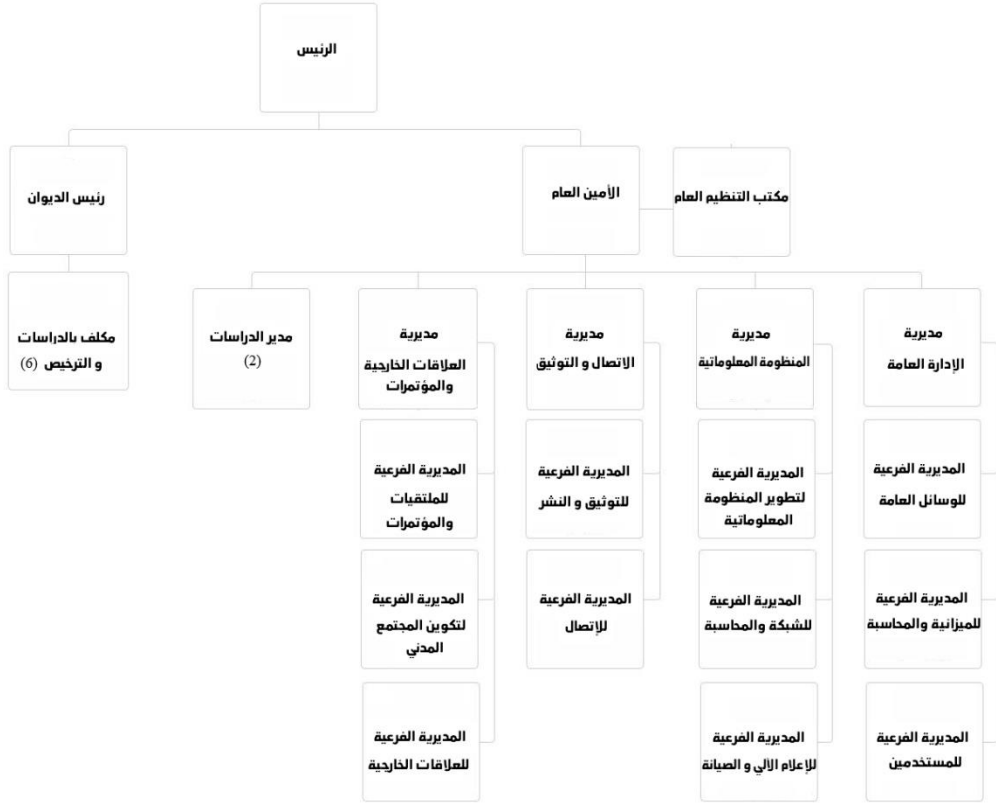 الرئيس
رئيس الديوان
الأمين العام
مكتب التنظيم العام
مكلف بالدراسات
و الترخيص (6)
مدير الدراسات
(2)
مديرية
العلاقات الخارجية
والمؤتمرات
مديرية
الاتصال و التوثيق
مديرية
المنظومة المعلوماتية
مديرية
الإدارة العامة
المديرية الفرعية
للملتقيات
والمؤتمرات
المديرية الفرعية
للتوثيق و النشر
المديرية الفرعية
لتطوير المنظومة
المعلوماتية
المديرية الفرعية
للوسائل العامة
المديرية الفرعية
لتكوين المجتمع
المدني
المديرية الفرعية
للإتصال
المديرية الفرعية
للشبكة والمحاسبة
المديرية الفرعية
للميزانية والمحاسبة
المديرية الفرعية
للعلاقات الخارجية
المديرية الفرعية
للإعلام الآلي و الصيانة
المديرية الفرعية
للمستخدمين